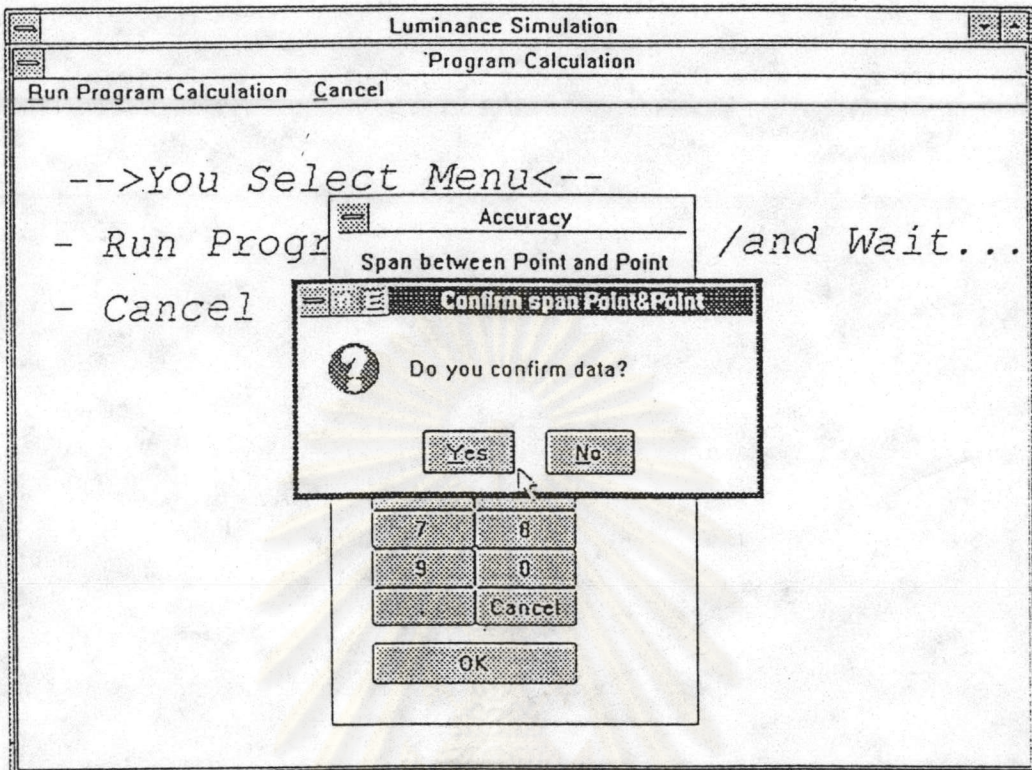 Luminance Simulation
Program Calculation
Run Program Calculation Cancel
-->You Select Menu<--
- Run Progr /and Wait...
- Cancel
Accuracy
Span between Point and Point
Confirm span Point&Point
Do you confirm data?
Yes No
7 8
9 0
. Cancel
OK